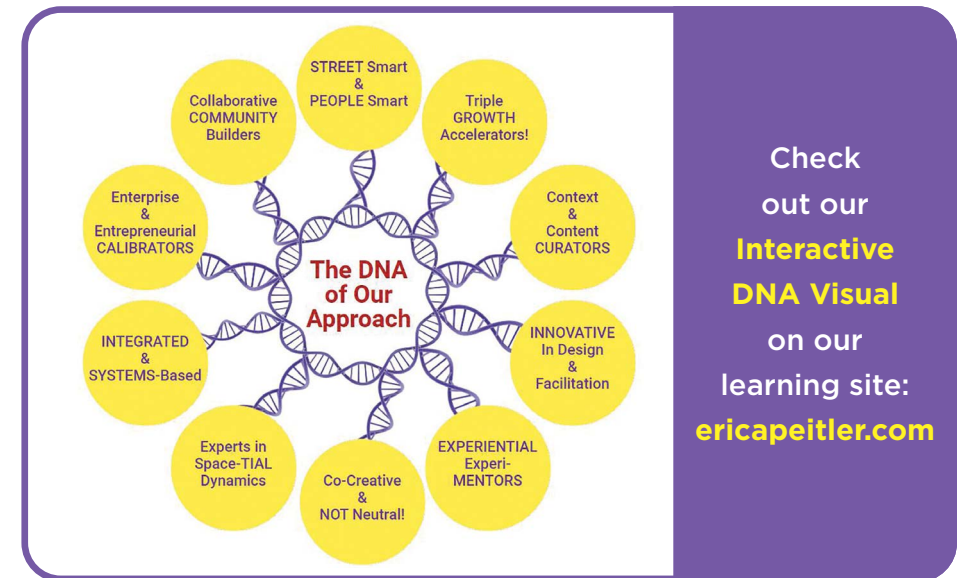 STREET Smart
&
PEOPLE Smart
Triple
GROWTH
Accelerators!
Context
&
Content
CURATORS
INNOVATIVE
In Design
&
Facilitation
EXPERIENTIAL
Experi-
MENTORS
Co-Creative
&
NOT Neutral!
Experts in
Space-TIAL
Dynamics
INTEGRATED
&
SYSTEMS-Based
Enterprise
&
Entrepreneurial
CALIBRATORS
Collaborative
COMMUNITY
Builders
The DNA
of Our
Approach
Check
out our
Interactive
DNA Visual
on our
learning site:
ericapeitler.com